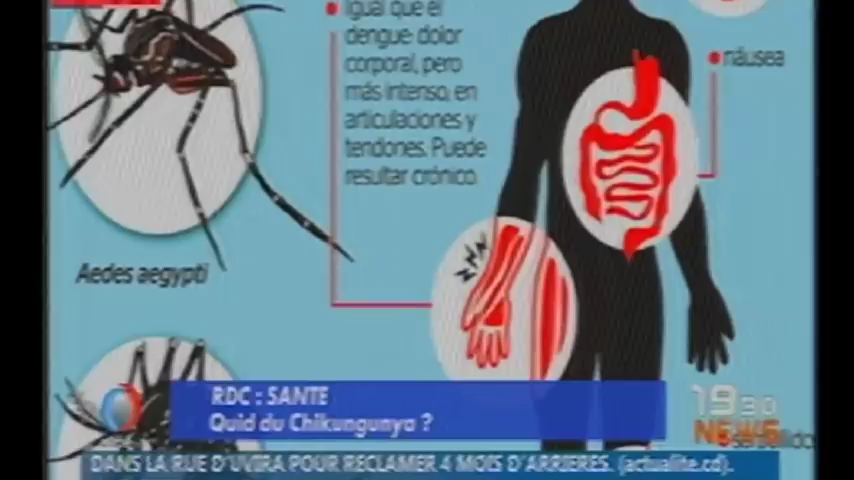 Igual que el
dengue: dolor
corporal, pero
más intenso, en
articulaciones y
tendones. Puede
resultar crónico.
náusea
Aedes aegypti
RDC : SANTE
Quid du Chikungunya ?
19:30
NEWS
DANS LA RUE D'UVIRA POUR RECLAMER 4 MOIS D'ARRIERES. (actualite.cd).